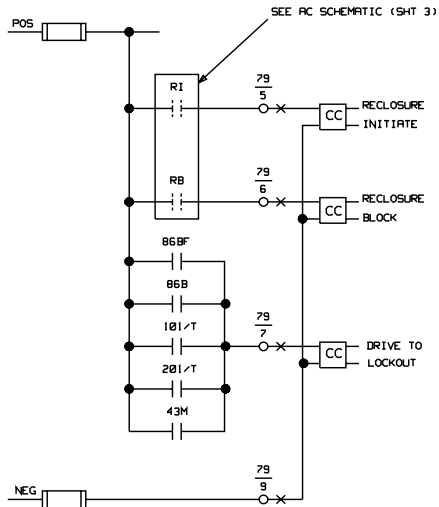 SEE AC SCHEMATIC (SHT 3)
POS
RI
79
5
CC
RECLOSURE
INITIATE
RB
79
6
CC
RECLOSURE
BLOCK
86BF
86B
101/T
79
7
CC
DRIVE TO
LOCKOUT
201/T
43M
NEG
79
9